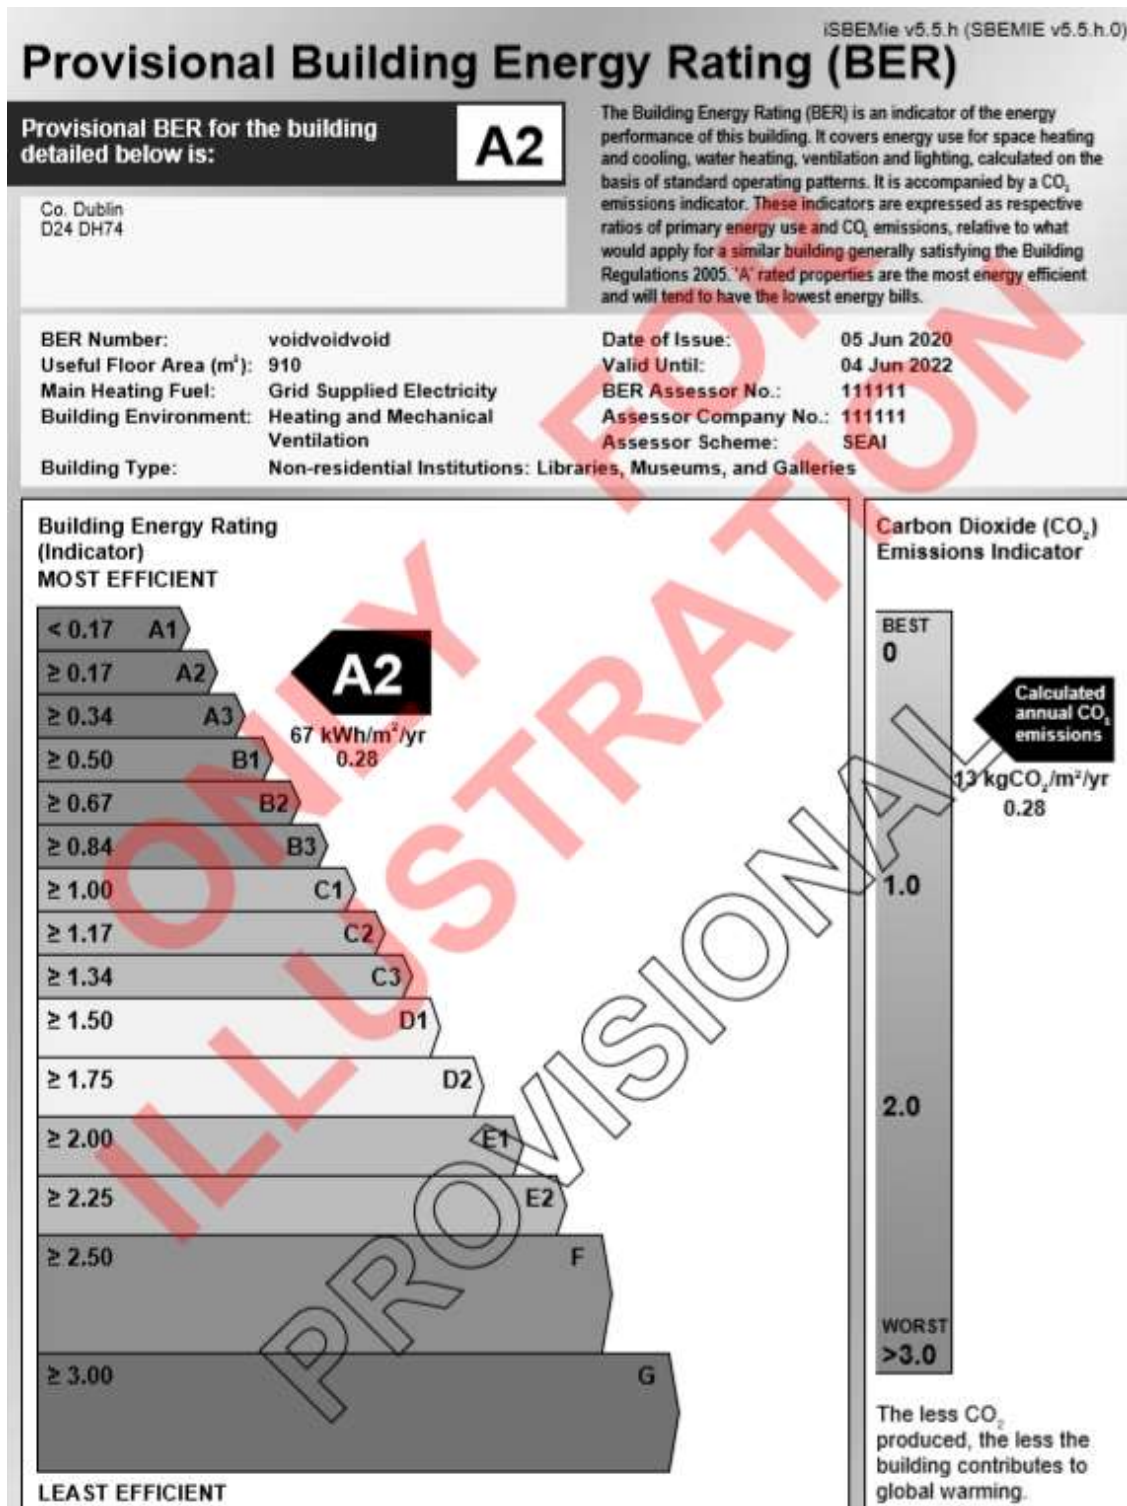 iSBEMie v5.5.h (SBEMIE v5.5.h.0)
Provisional Building Energy Rating (BER)
Provisional BER for the building
detailed below is:
A2
Co. Dublin
D24 DH74
The Building Energy Rating (BER) is an indicator of the energy
performance of this building. It covers energy use for space heating
and cooling, water heating, ventilation and lighting, calculated on the
basis of standard operating patterns. It is accompanied by a CO₂
emissions indicator. These indicators are expressed as respective
ratios of primary energy use and CO₂ emissions, relative to what
would apply for a similar building generally satisfying the Building
Regulations 2005. 'A' rated properties are the most energy efficient
and will tend to have the lowest energy bills.
BER Number: voidvoidvoid
Useful Floor Area (m²): 910
Main Heating Fuel: Grid Supplied Electricity
Building Environment: Heating and Mechanical
Ventilation
Building Type: Non-residential Institutions: Libraries, Museums, and Galleries
Date of Issue: 05 Jun 2020
Valid Until: 04 Jun 2022
BER Assessor No.: 111111
Assessor Company No.: 111111
Assessor Scheme: SEAI
Building Energy Rating
(Indicator)
MOST EFFICIENT
< 0.17 A1
≥ 0.17 A2
≥ 0.34 A3
≥ 0.50 B1
≥ 0.67 B2
≥ 0.84 B3
≥ 1.00 C1
≥ 1.17 C2
≥ 1.34 C3
≥ 1.50 D1
≥ 1.75 D2
≥ 2.00 E1
≥ 2.25 E2
≥ 2.50 F
≥ 3.00 G
LEAST EFFICIENT
A2
67 kWh/m²/yr
0.28
Carbon Dioxide (CO₂)
Emissions Indicator
BEST
0
1.0
2.0
WORST
>3.0
Calculated
annual CO₂
emissions
13 kgCO₂/m²/yr
0.28
The less CO₂
produced, the less the
building contributes to
global warming.
ONLY FOR
ILLUSTRATION
PROVISIONAL